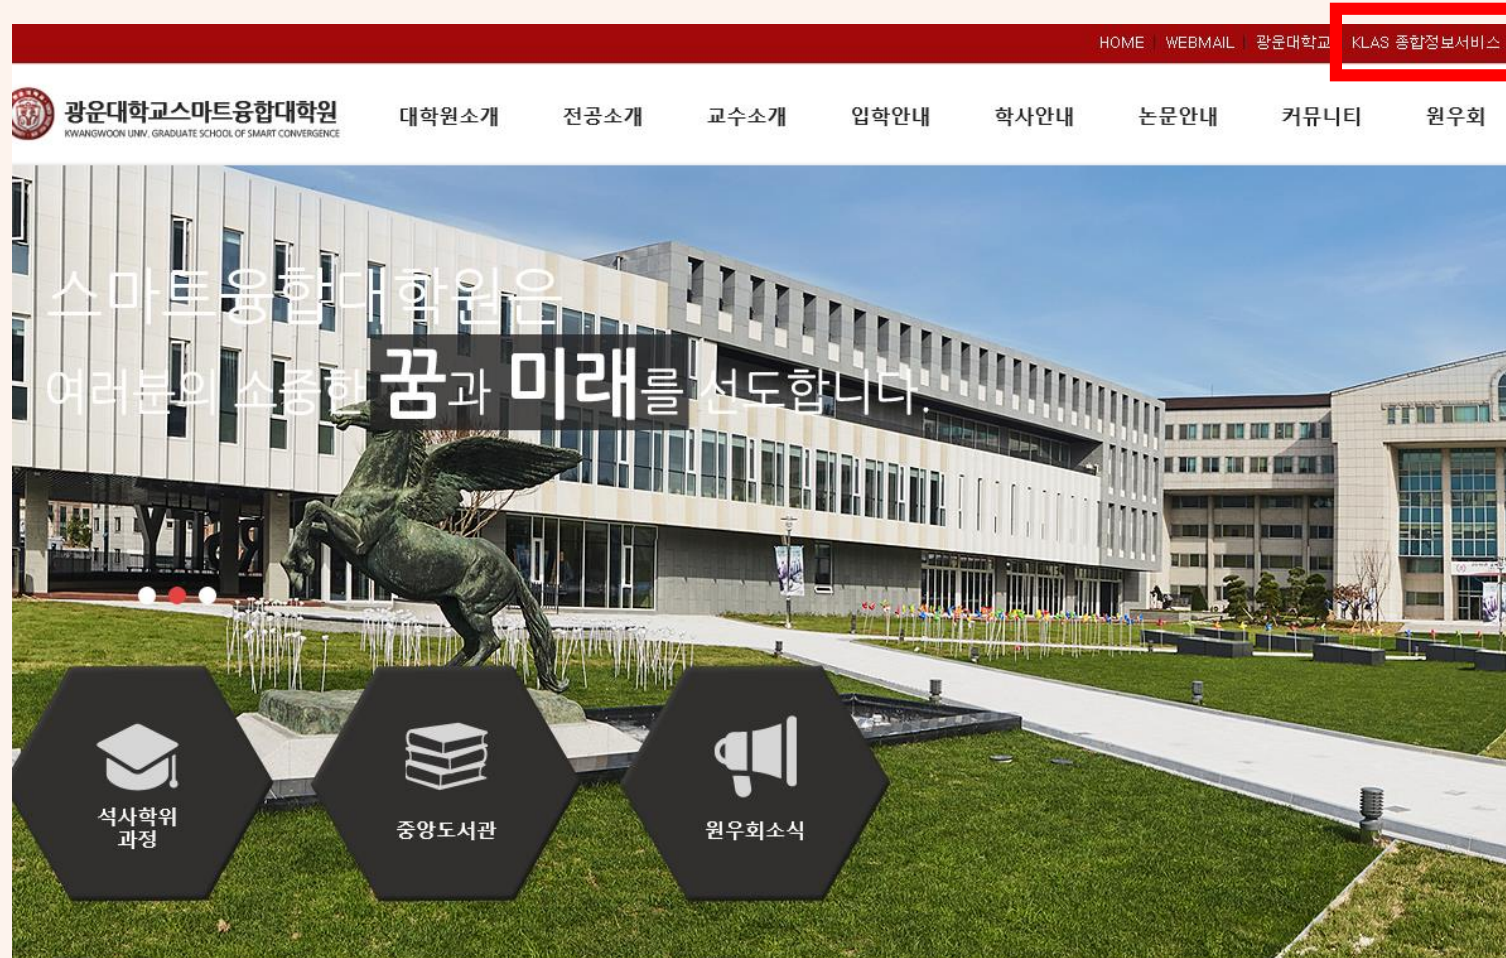 HOME | WEBMAIL | 광운대학교 KLAS 종합정보서비스
광운대학교스마트융합대학원
KWANGWOON UNIV. GRADUATE SCHOOL OF SMART CONVERGENCE
대학원소개 전공소개 교수소개 입학안내 학사안내 논문안내 커뮤니티 원우회
스마트융합대학원은
여러분의 소중한 꿈과 미래를 선도합니다.
석사학위
과정
중앙도서관
원우회소식